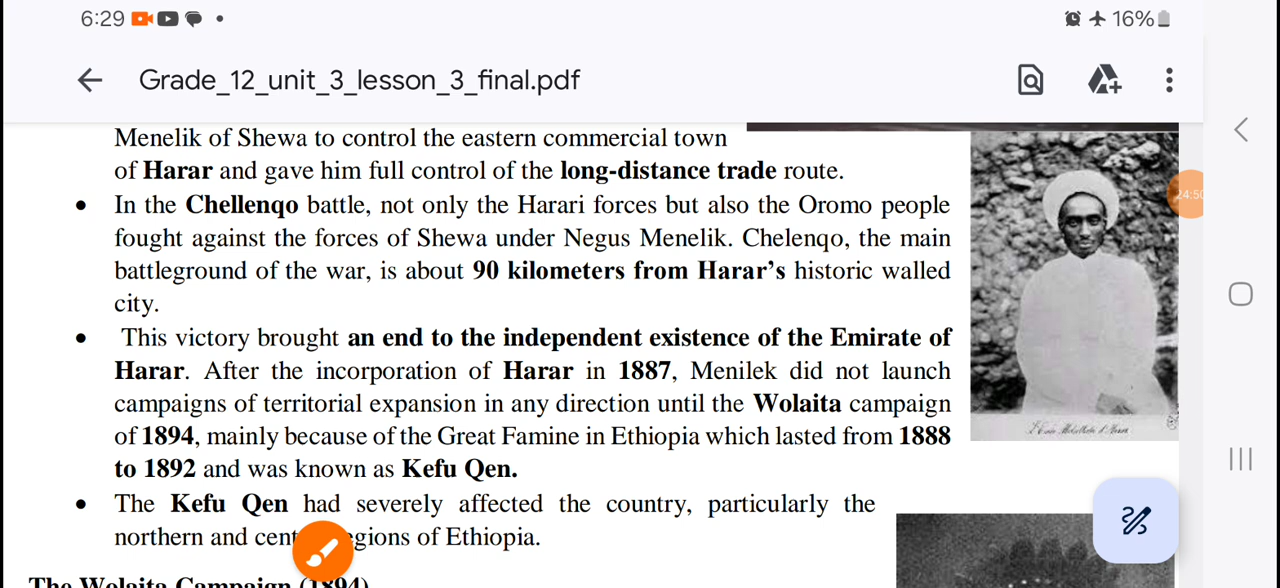 6:29
16%
Grade_12_unit_3_lesson_3_final.pdf
Menelik of Shewa to control the eastern commercial town
of Harar and gave him full control of the long-distance trade route.
24:50
• In the Chellenqo battle, not only the Harari forces but also the Oromo people
fought against the forces of Shewa under Negus Menelik. Chelenqo, the main
battleground of the war, is about 90 kilometers from Harar’s historic walled
city.
• This victory brought an end to the independent existence of the Emirate of
Harar. After the incorporation of Harar in 1887, Menilek did not launch
campaigns of territorial expansion in any direction until the Wolaita campaign
of 1894, mainly because of the Great Famine in Ethiopia which lasted from 1888
to 1892 and was known as Kefu Qen.
• The Kefu Qen had severely affected the country, particularly the
northern and cent egions of Ethiopia.
The Wolaita Campaign (1894)